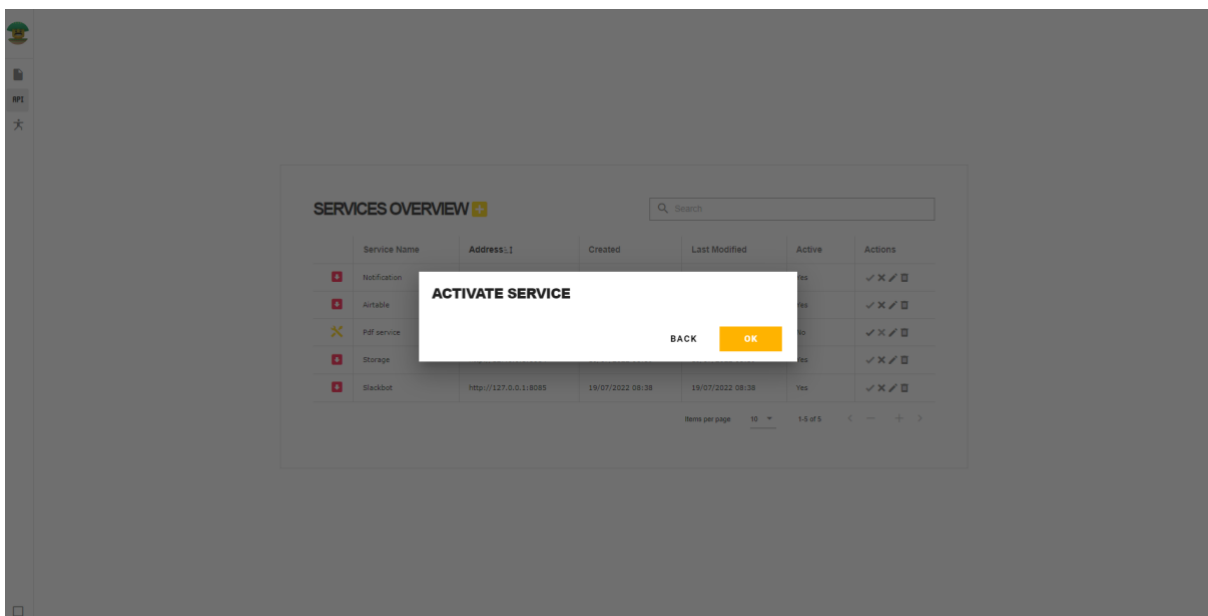 API
SERVICES OVERVIEW
Search
Service Name Address Created Last Modified Active Actions
Notification Yes
Airtable Yes
Pdf service No
Storage Yes
Slackbot http://127.0.0.1:8085 19/07/2022 08:38 19/07/2022 08:38 Yes
ACTIVATE SERVICE
BACK OK
Items per page: 10 1-5 of 5